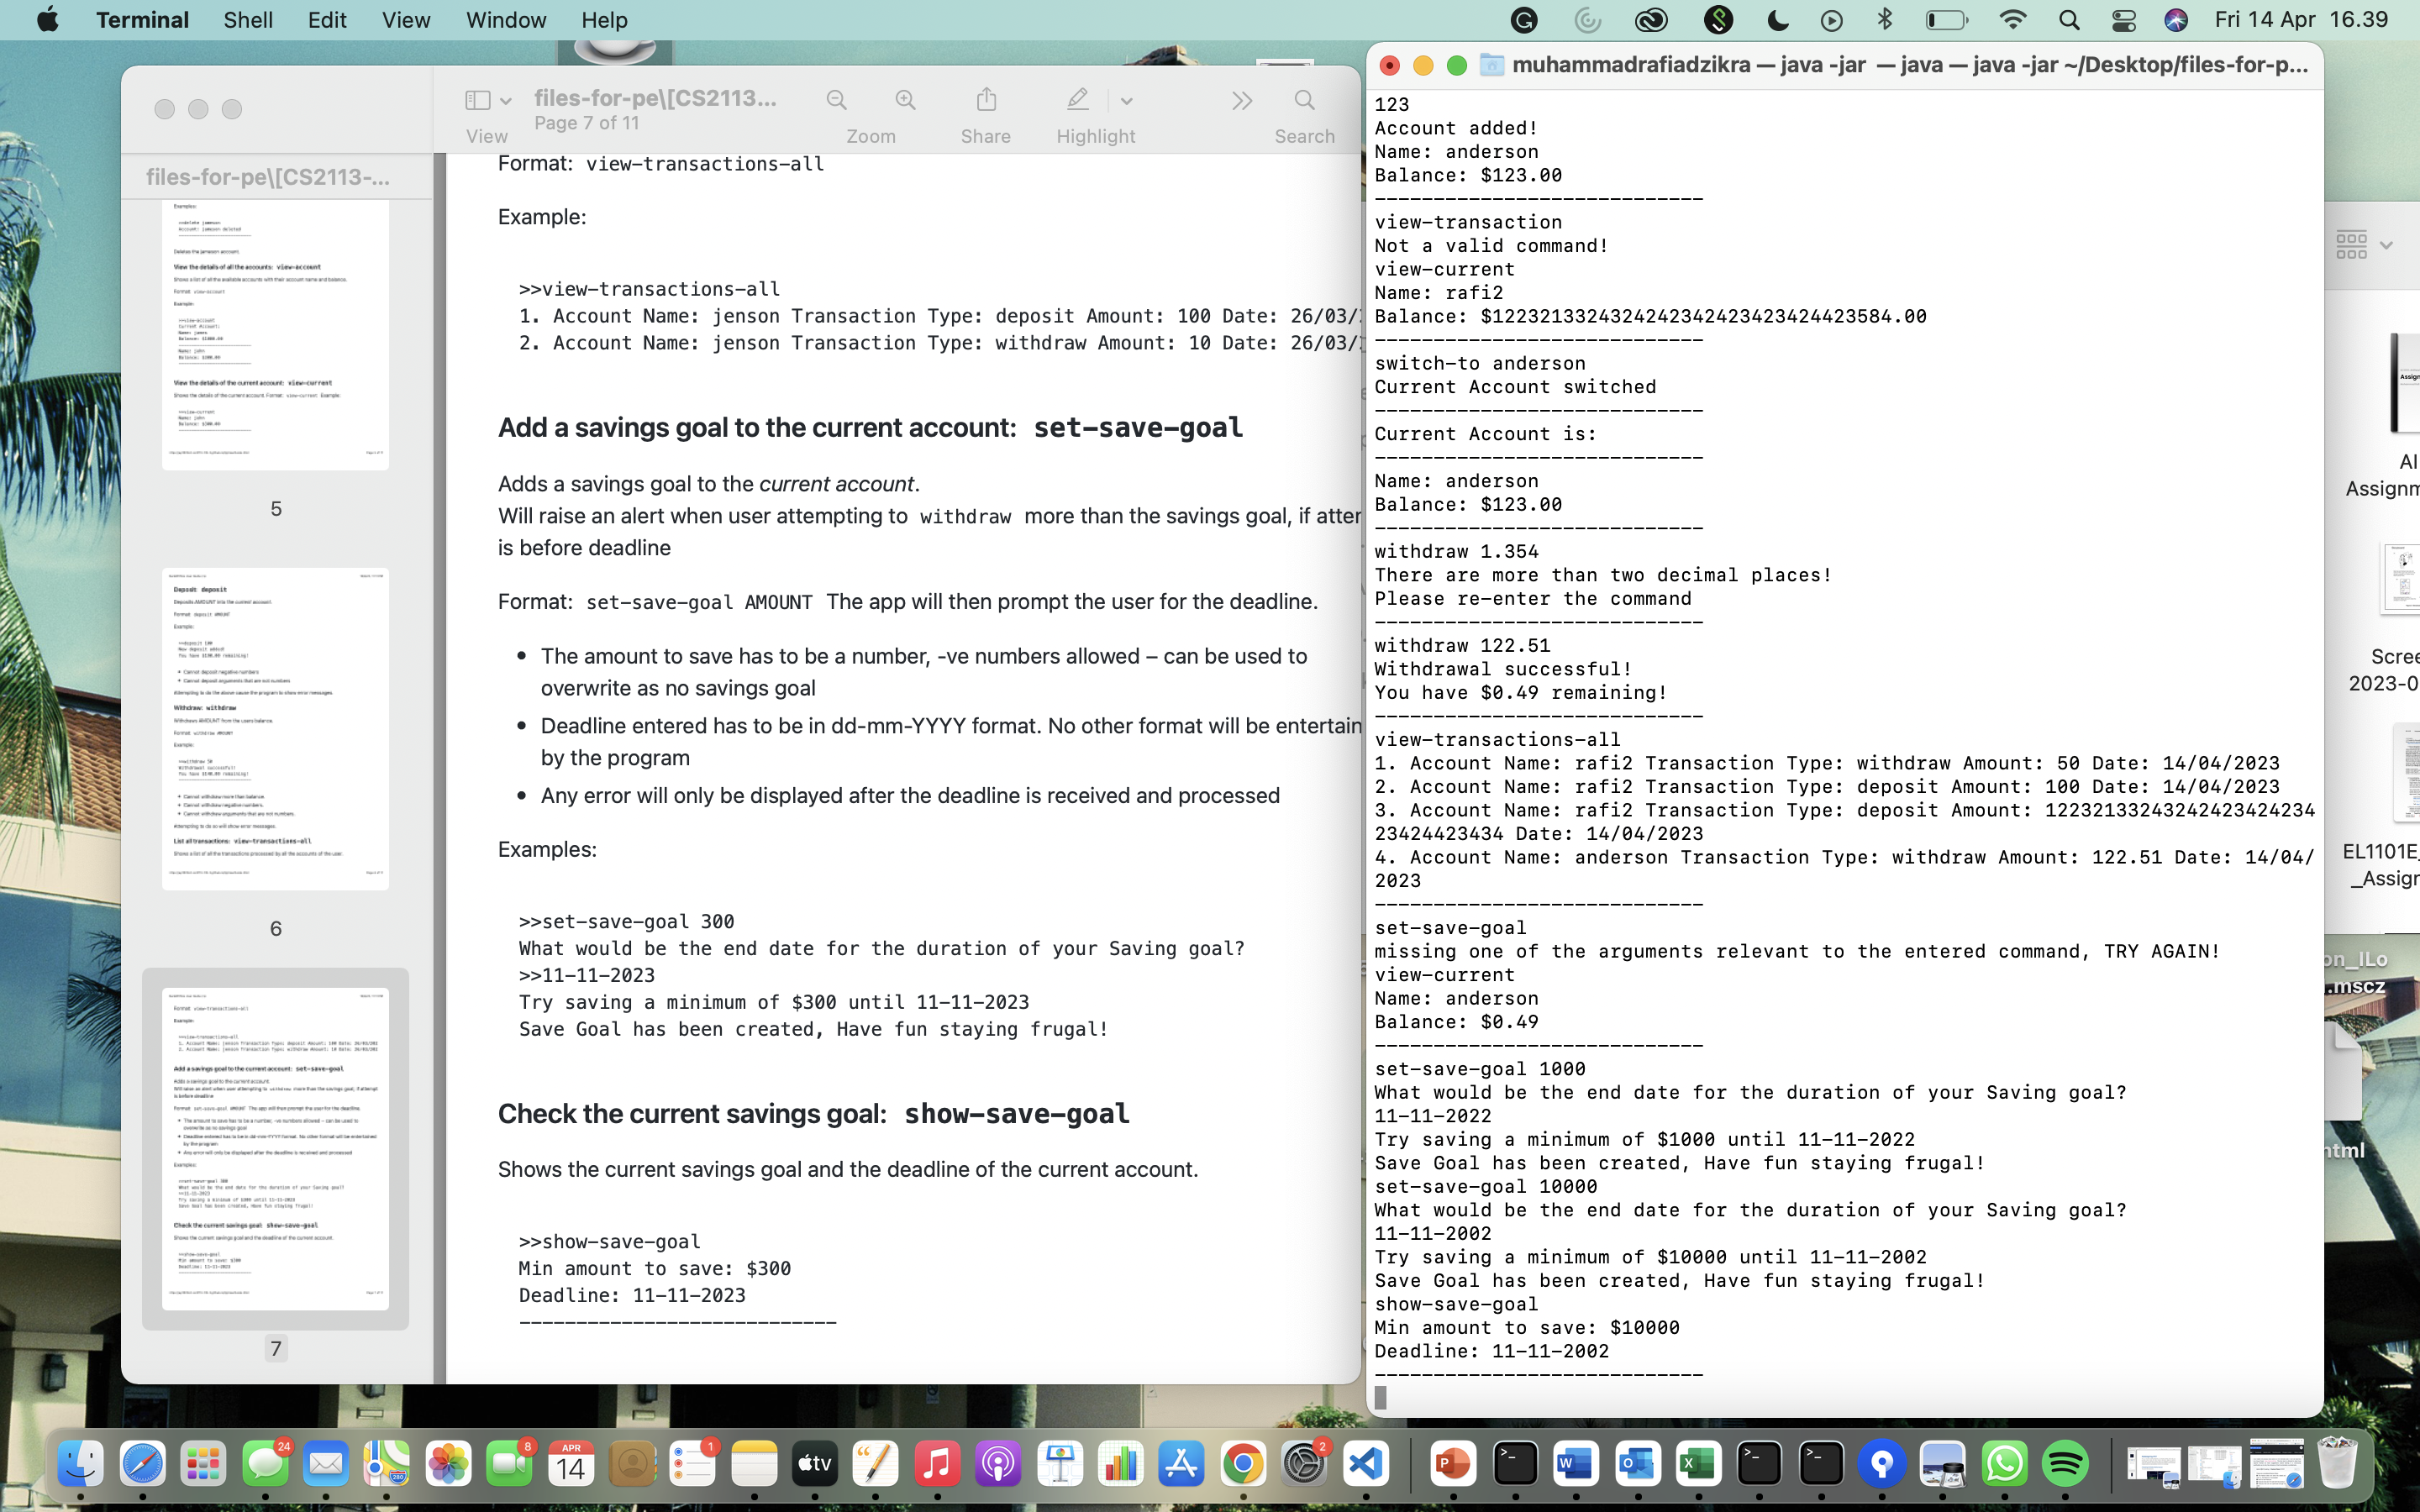 Terminal Shell Edit View Window Help
Fri 14 Apr 16.39
files-for-pe\[CS2113...
Page 7 of 11
View
Zoom
Share
Highlight
Search
files-for-pe\[CS2113-...
5
6
7
Format: view-transactions-all
Example:
>>view-transactions-all
1. Account Name: jenson Transaction Type: deposit Amount: 100 Date: 26/03/
2. Account Name: jenson Transaction Type: withdraw Amount: 10 Date: 26/03/
Add a savings goal to the current account: set-save-goal
Adds a savings goal to the current account.
Will raise an alert when user attempting to withdraw more than the savings goal, if atter
is before deadline
Format: set-save-goal AMOUNT The app will then prompt the user for the deadline.
• The amount to save has to be a number, -ve numbers allowed – can be used to
overwrite as no savings goal
• Deadline entered has to be in dd-mm-YYYY format. No other format will be entertain
by the program
• Any error will only be displayed after the deadline is received and processed
Examples:
>>set-save-goal 300
What would be the end date for the duration of your Saving goal?
>>11-11-2023
Try saving a minimum of $300 until 11-11-2023
Save Goal has been created, Have fun staying frugal!
Check the current savings goal: show-save-goal
Shows the current savings goal and the deadline of the current account.
>>show-save-goal
Min amount to save: $300
Deadline: 11-11-2023
----------------------------
muhammadrafiadzikra — java -jar — java — java -jar ~/Desktop/files-for-p...
123
Account added!
Name: anderson
Balance: $123.00
----------------------------
view-transaction
Not a valid command!
view-current
Name: rafi2
Balance: $122321332432424234242342342442​3584.00
----------------------------
switch-to anderson
Current Account switched
----------------------------
Current Account is:
----------------------------
Name: anderson
Balance: $123.00
----------------------------
withdraw 1.354
There are more than two decimal places!
Please re-enter the command
----------------------------
withdraw 122.51
Withdrawal successful!
You have $0.49 remaining!
----------------------------
view-transactions-all
1. Account Name: rafi2 Transaction Type: withdraw Amount: 50 Date: 14/04/2023
2. Account Name: rafi2 Transaction Type: deposit Amount: 100 Date: 14/04/2023
3. Account Name: rafi2 Transaction Type: deposit Amount: 12232133243242423424234
23424423434 Date: 14/04/2023
4. Account Name: anderson Transaction Type: withdraw Amount: 122.51 Date: 14/04/
2023
----------------------------
set-save-goal
missing one of the arguments relevant to the entered command, TRY AGAIN!
view-current
Name: anderson
Balance: $0.49
----------------------------
set-save-goal 1000
What would be the end date for the duration of your Saving goal?
11-11-2022
Try saving a minimum of $1000 until 11-11-2022
Save Goal has been created, Have fun staying frugal!
set-save-goal 10000
What would be the end date for the duration of your Saving goal?
11-11-2002
Try saving a minimum of $10000 until 11-11-2002
Save Goal has been created, Have fun staying frugal!
show-save-goal
Min amount to save: $10000
Deadline: 11-11-2002
----------------------------
AI
Assignm
Scree
2023-0
EL1101E_
_Assign
on_ILo
.mscz
html
24
8
APR
14
1
tv
2